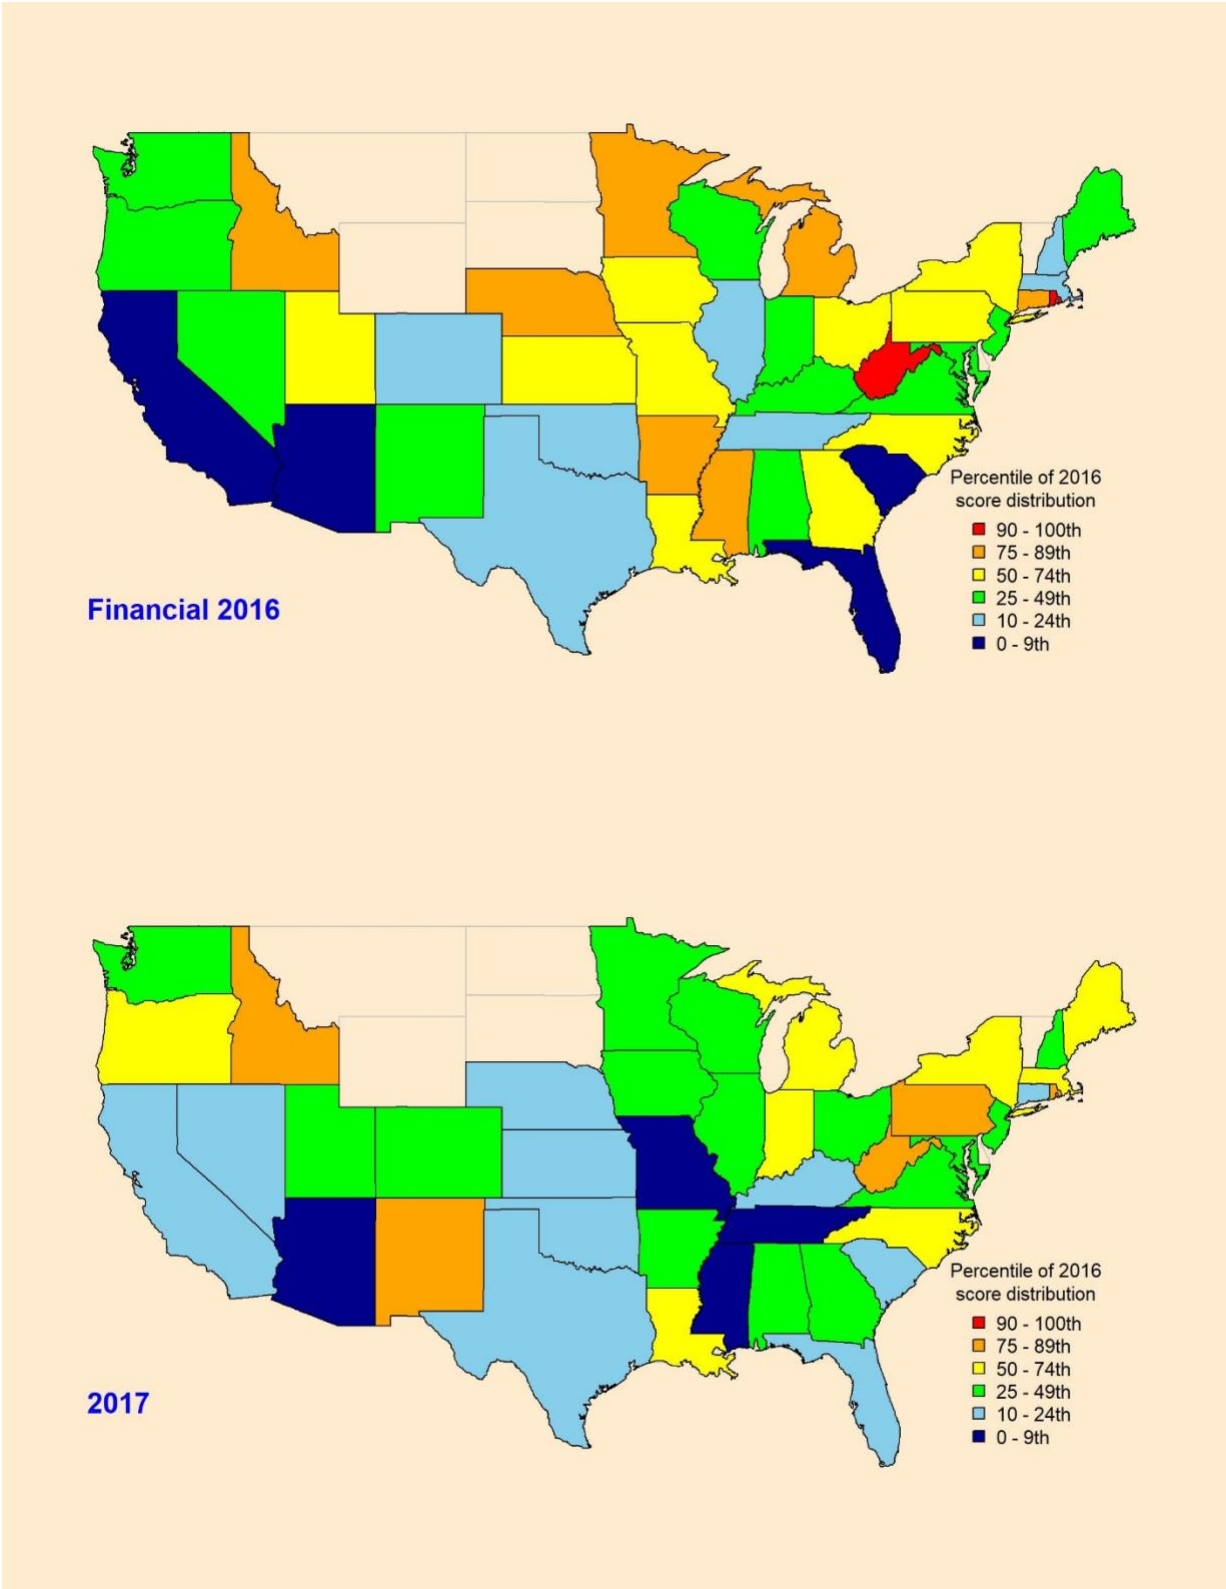 Percentile of 2016
score distribution
90 - 100th
75 - 89th
50 - 74th
25 - 49th
10 - 24th
0 - 9th
Financial 2016
Percentile of 2016
score distribution
90 - 100th
75 - 89th
50 - 74th
25 - 49th
10 - 24th
0 - 9th
2017